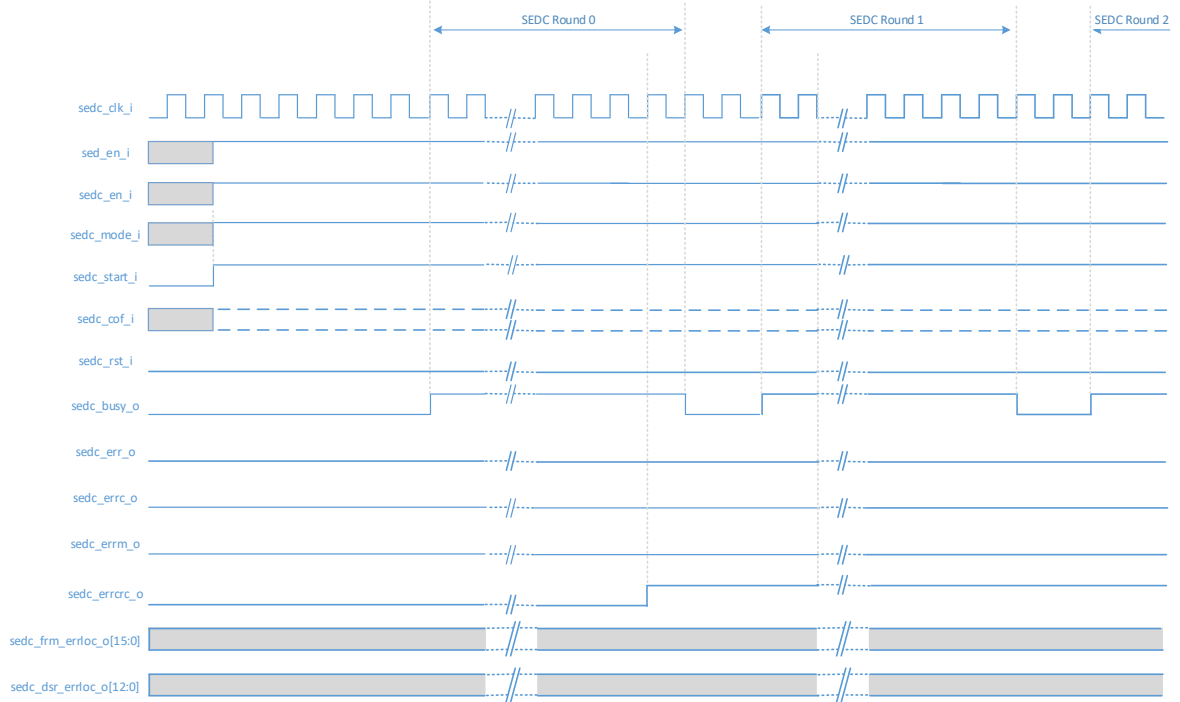 SEDC Round 0
SEDC Round 1
SEDC Round 2
sedc_clk_i
sed_en_i
sedc_en_i
sedc_mode_i
sedc_start_i
sedc_cof_i
sedc_rst_i
sedc_busy_o
sedc_err_o
sedc_errc_o
sedc_errm_o
sedc_errcrc_o
sedc_frm_errloc_o[15:0]
sedc_dsr_errloc_o[12:0]